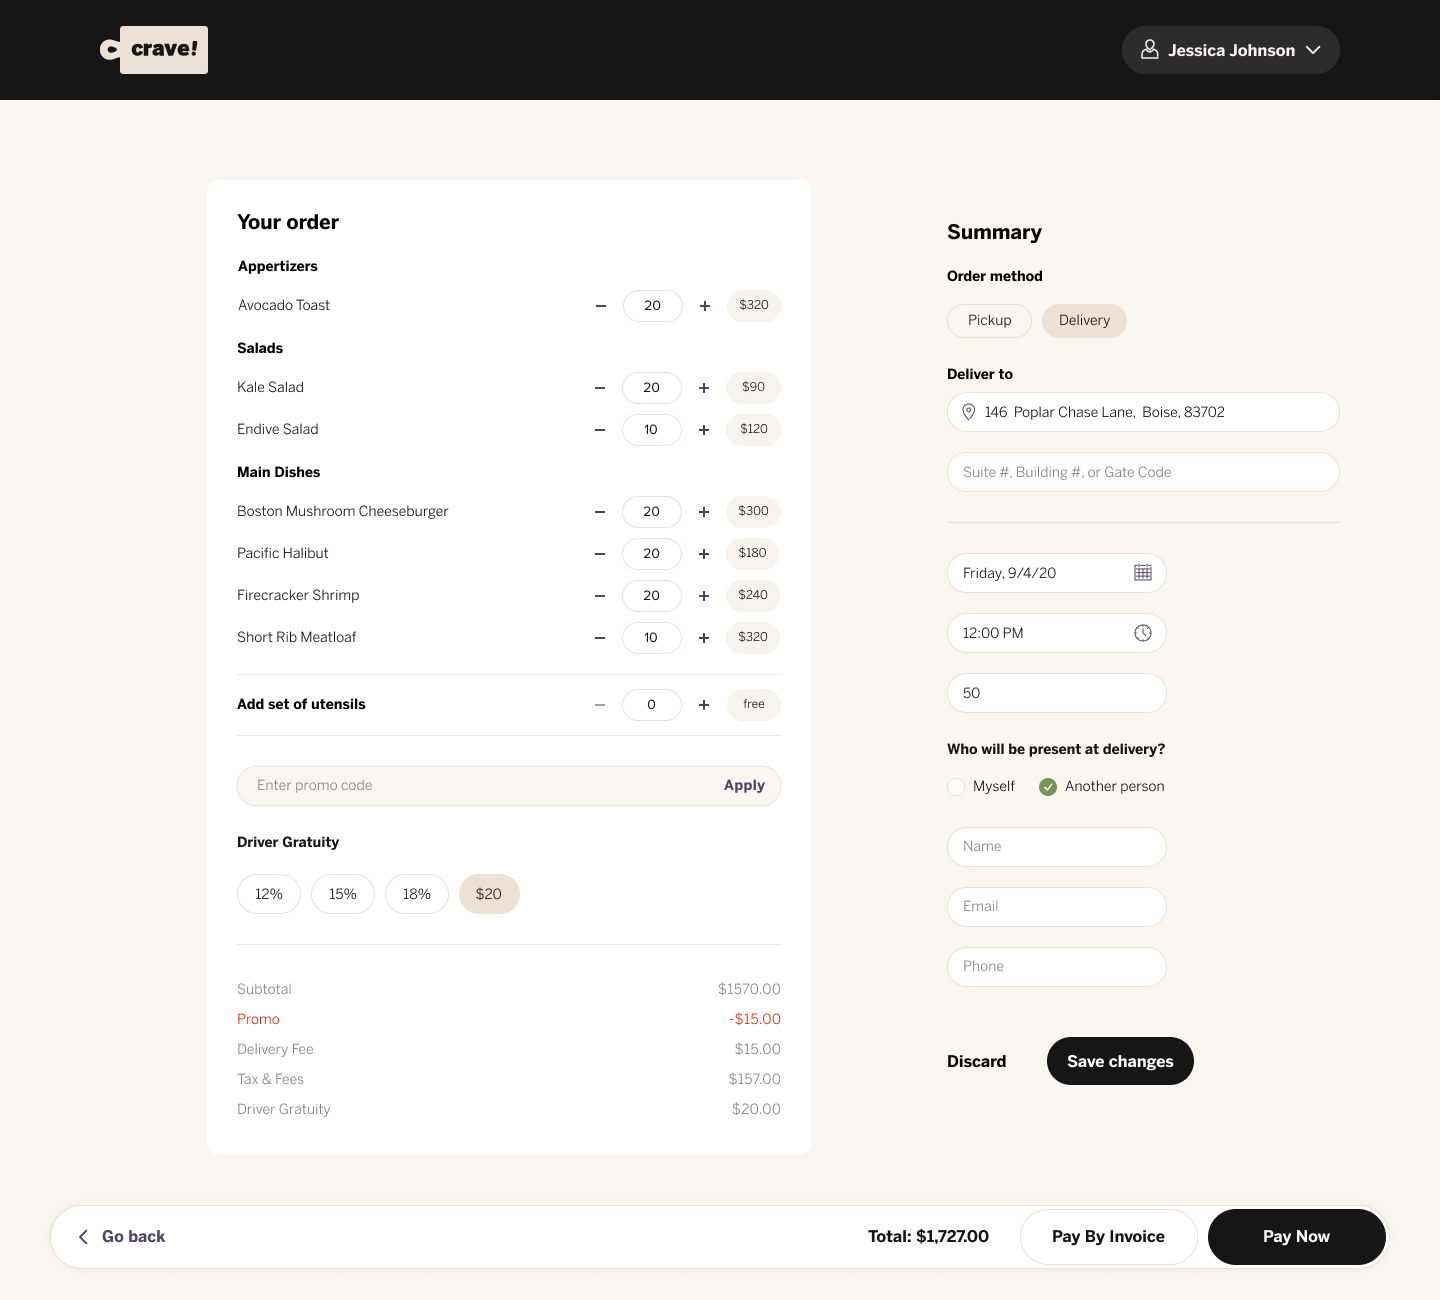 crave!
Jessica Johnson
Your order
Appertizers
Avocado Toast 20 $320
Salads
Kale Salad 20 $90
Endive Salad 10 $120
Main Dishes
Boston Mushroom Cheeseburger 20 $300
Pacific Halibut 20 $180
Firecracker Shrimp 20 $240
Short Rib Meatloaf 10 $320
Add set of utensils 0 free
Enter promo code Apply
Driver Gratuity
12% 15% 18% $20
Subtotal $1570.00
Promo -$15.00
Delivery Fee $15.00
Tax & Fees $157.00
Driver Gratuity $20.00
Summary
Order method
Pickup Delivery
Deliver to
146 Poplar Chase Lane, Boise, 83702
Suite #, Building #, or Gate Code
Friday, 9/4/20
12:00 PM
50
Who will be present at delivery?
Myself Another person
Name
Email
Phone
Discard Save changes
Go back Total: $1,727.00 Pay By Invoice Pay Now